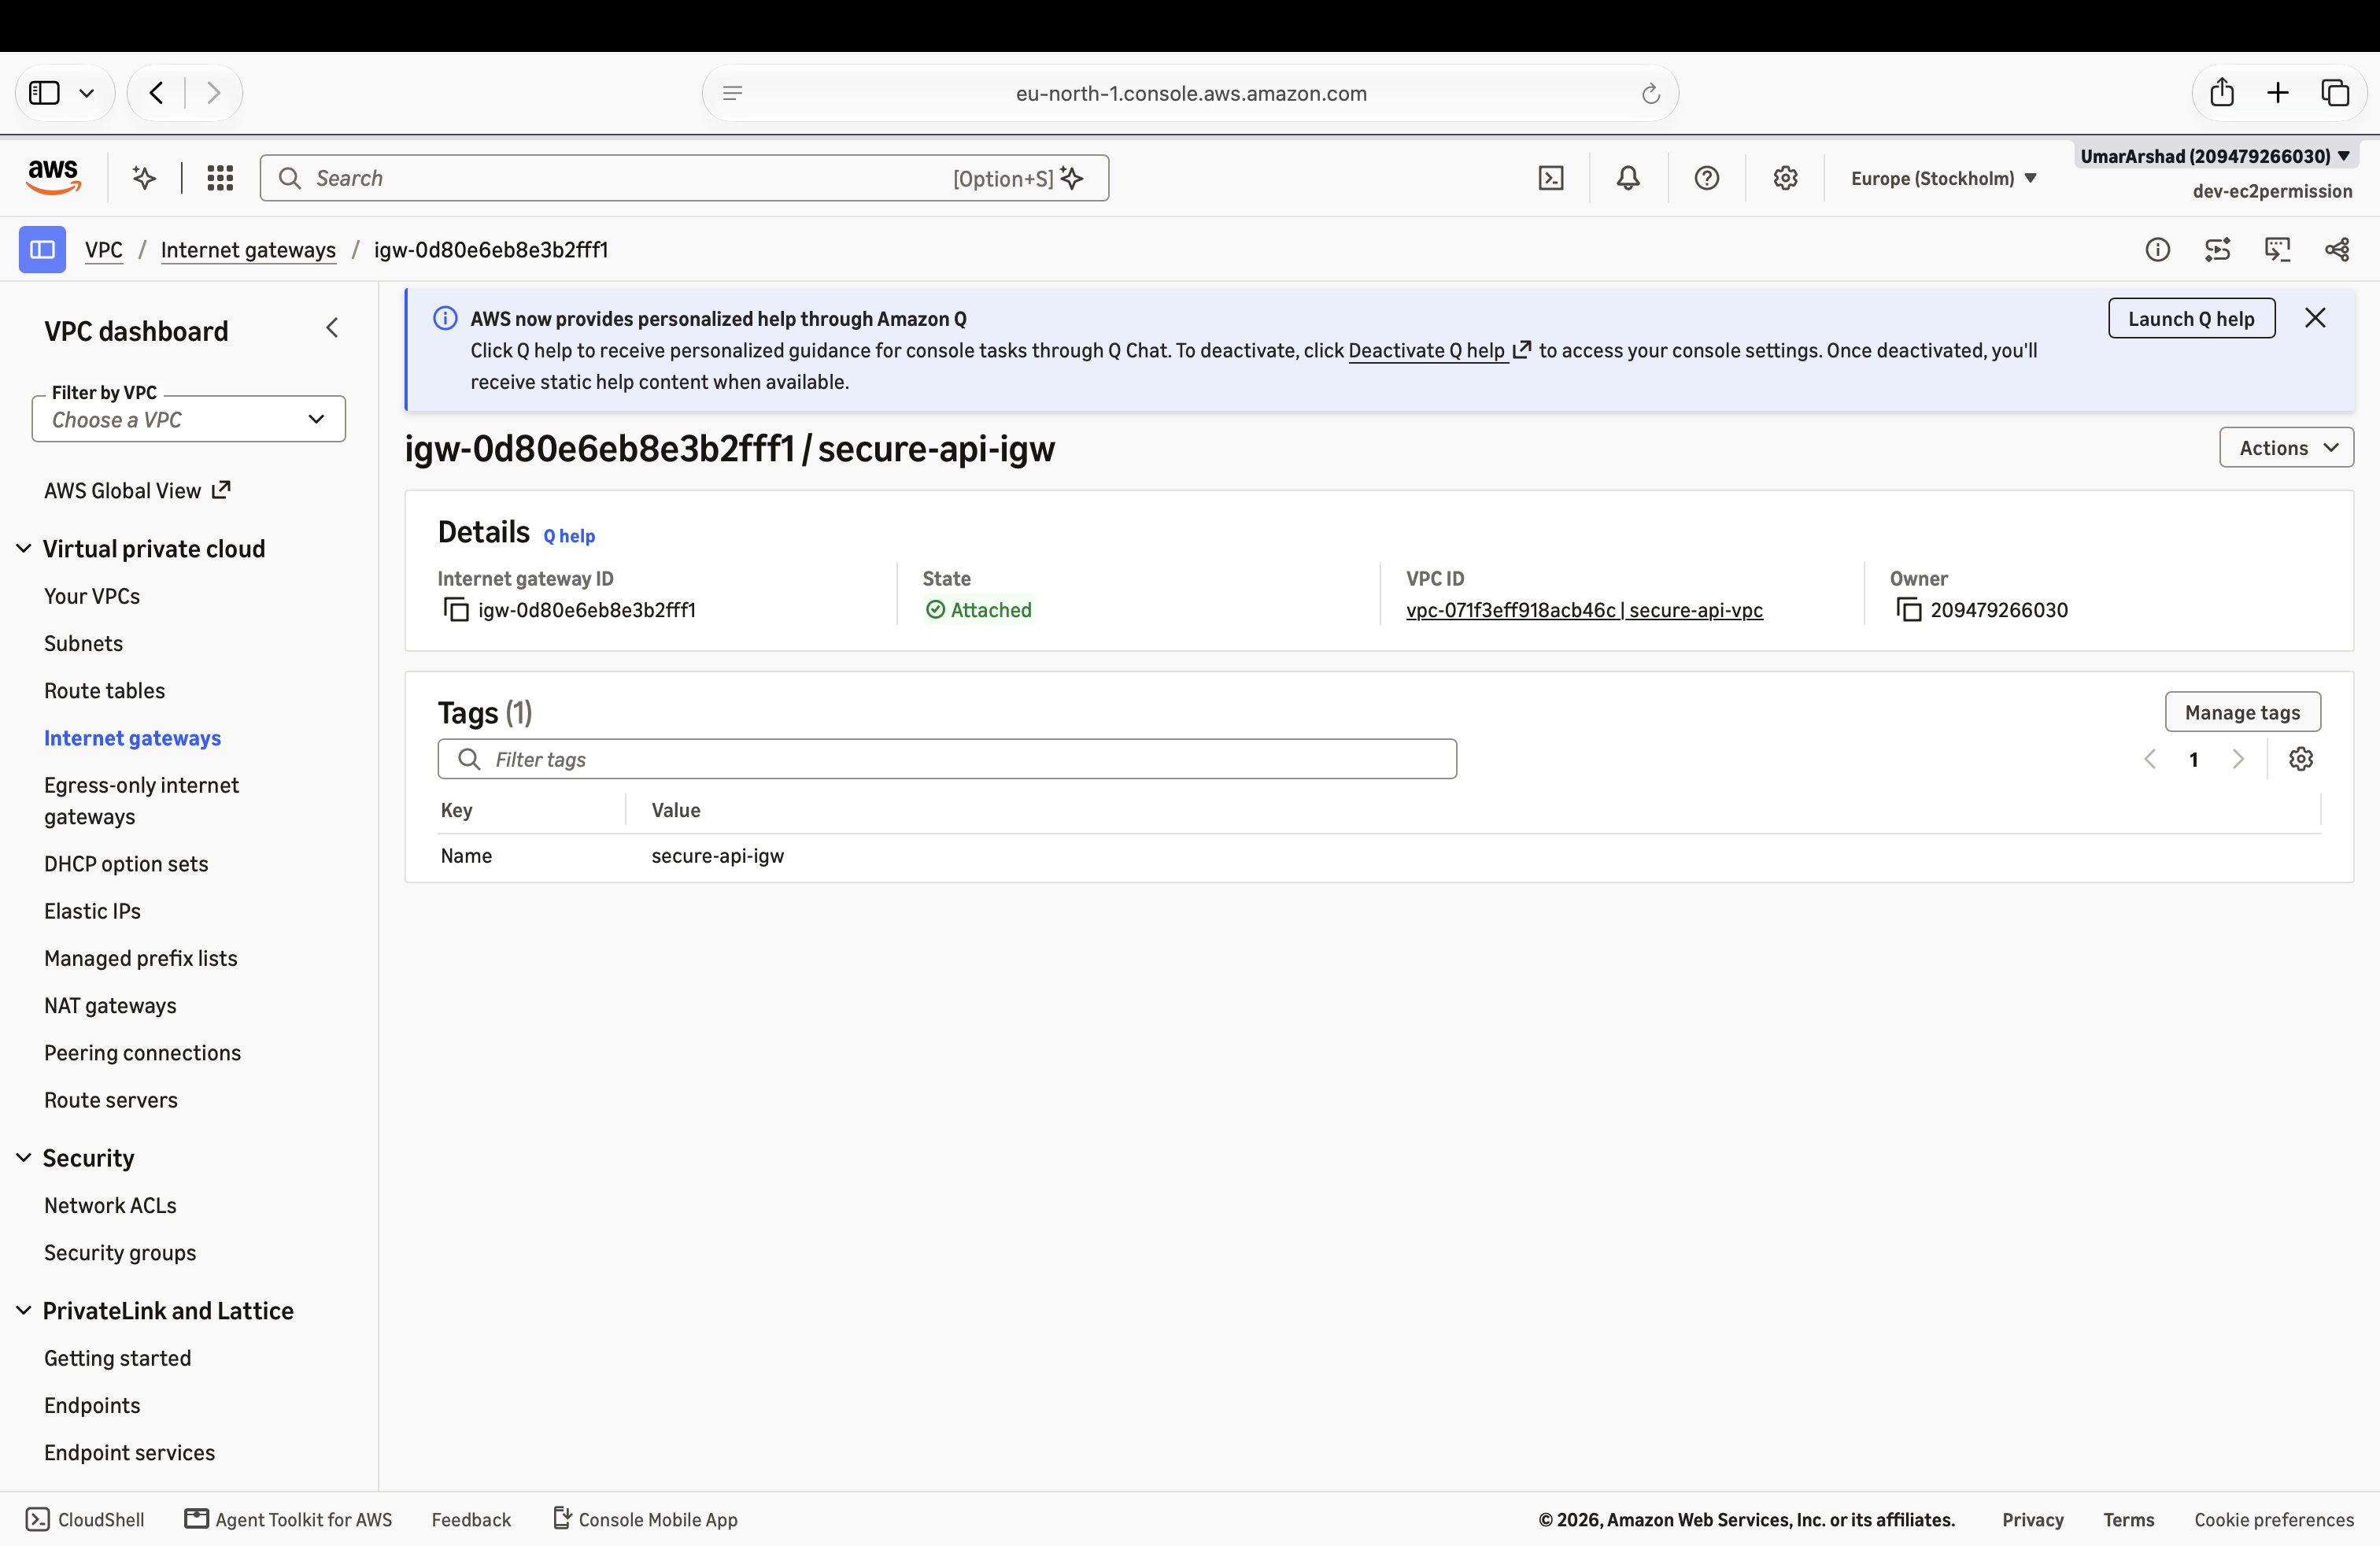 eu-north-1.console.aws.amazon.com
aws
Search
[Option+S]
Europe (Stockholm)
UmarArshad (209479266030)
dev-ec2permission
VPC / Internet gateways / igw-0d80e6eb8e3b2fff1
VPC dashboard
Filter by VPC
Choose a VPC
AWS Global View
Virtual private cloud
Your VPCs
Subnets
Route tables
Internet gateways
Egress-only internet
gateways
DHCP option sets
Elastic IPs
Managed prefix lists
NAT gateways
Peering connections
Route servers
Security
Network ACLs
Security groups
PrivateLink and Lattice
Getting started
Endpoints
Endpoint services
AWS now provides personalized help through Amazon Q
Click Q help to receive personalized guidance for console tasks through Q Chat. To deactivate, click Deactivate Q help to access your console settings. Once deactivated, you'll
receive static help content when available.
Launch Q help
igw-0d80e6eb8e3b2fff1 / secure-api-igw
Actions
Details Q help
Internet gateway ID
igw-0d80e6eb8e3b2fff1
State
Attached
VPC ID
vpc-071f3eff918acb46c | secure-api-vpc
Owner
209479266030
Tags (1)
Manage tags
Filter tags
1
Key Value
Name secure-api-igw
CloudShell Agent Toolkit for AWS Feedback Console Mobile App
© 2026, Amazon Web Services, Inc. or its affiliates. Privacy Terms Cookie preferences